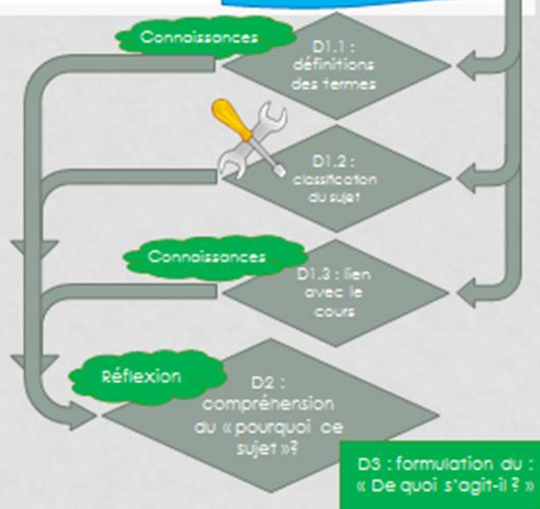 Connaissances
D1.1 :
définitions
des termes
D1.2 :
classification
du sujet
Connaissances
D1.3 : lien
avec le
cours
Réflexion
D2 :
compréhension
du « pourquoi ce
sujet »?
D3 : formulation du :
« De quoi s'agit-il ? »